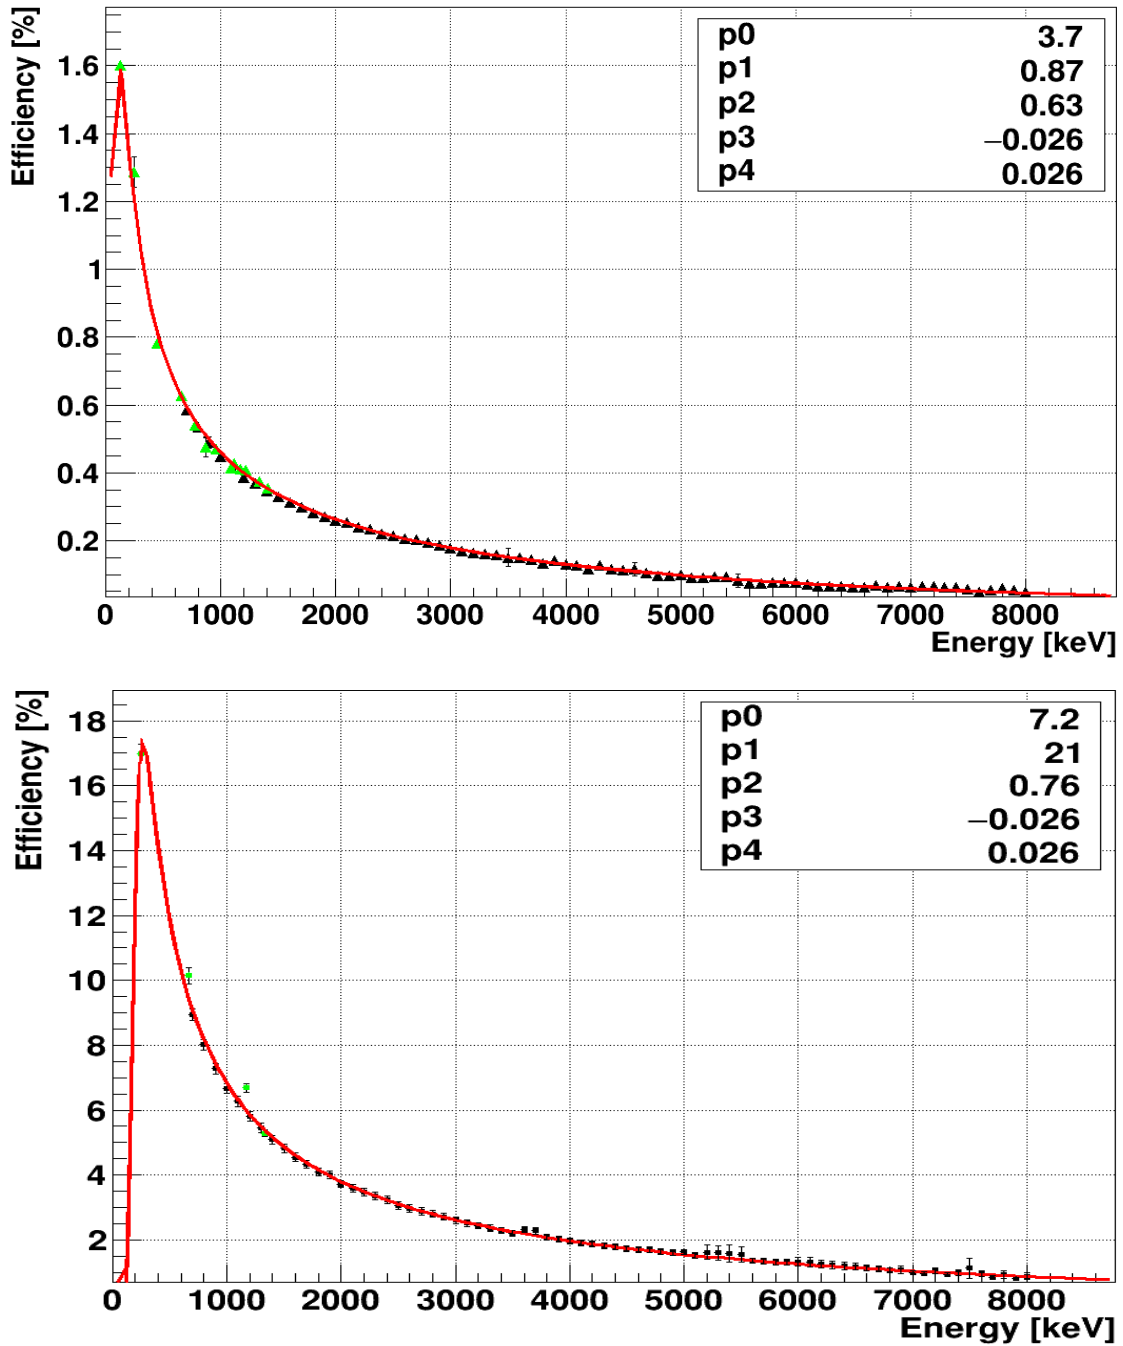 Efficiency [%]
p0 3.7
p1 0.87
p2 0.63
p3 −0.026
p4 0.026
1.6
1.4
1.2
1
0.8
0.6
0.4
0.2
0 1000 2000 3000 4000 5000 6000 7000 8000
Energy [keV]
Efficiency [%]
p0 7.2
p1 21
p2 0.76
p3 −0.026
p4 0.026
18
16
14
12
10
8
6
4
2
0 1000 2000 3000 4000 5000 6000 7000 8000
Energy [keV]